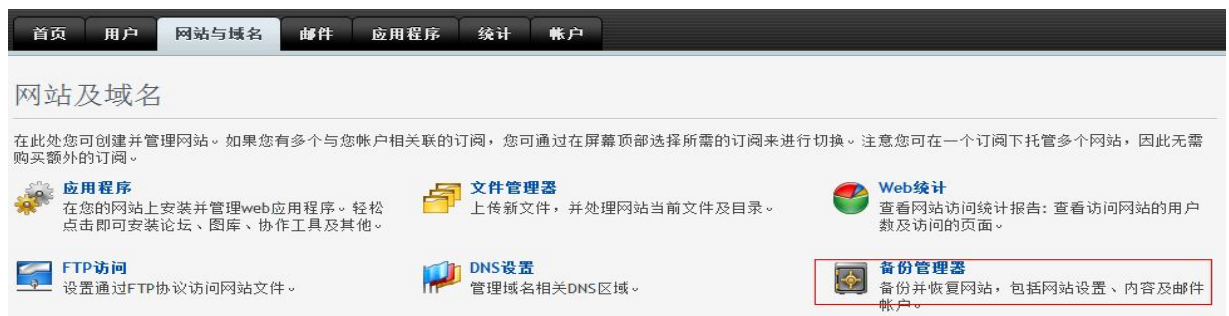 首页 用户 网站与域名 邮件 应用程序 统计 帐户
网站及域名
在此处您可创建并管理网站。如果您有多个与您帐户相关联的订阅，您可通过在屏幕顶部选择所需的订阅来进行切换。注意您可在一个订阅下托管多个网站，因此无需
购买额外的订阅。
应用程序
在您的网站上安装并管理web应用程序。轻松
点击即可安装论坛、图库、协作工具及其他。
文件管理器
上传新文件，并处理网站当前文件及目录。
Web统计
查看网站访问统计报告: 查看访问网站的用户
数及访问的页面。
FTP访问
设置通过FTP协议访问网站文件。
DNS设置
管理域名相关DNS区域。
备份管理器
备份并恢复网站，包括网站设置、内容及邮件
帐户。